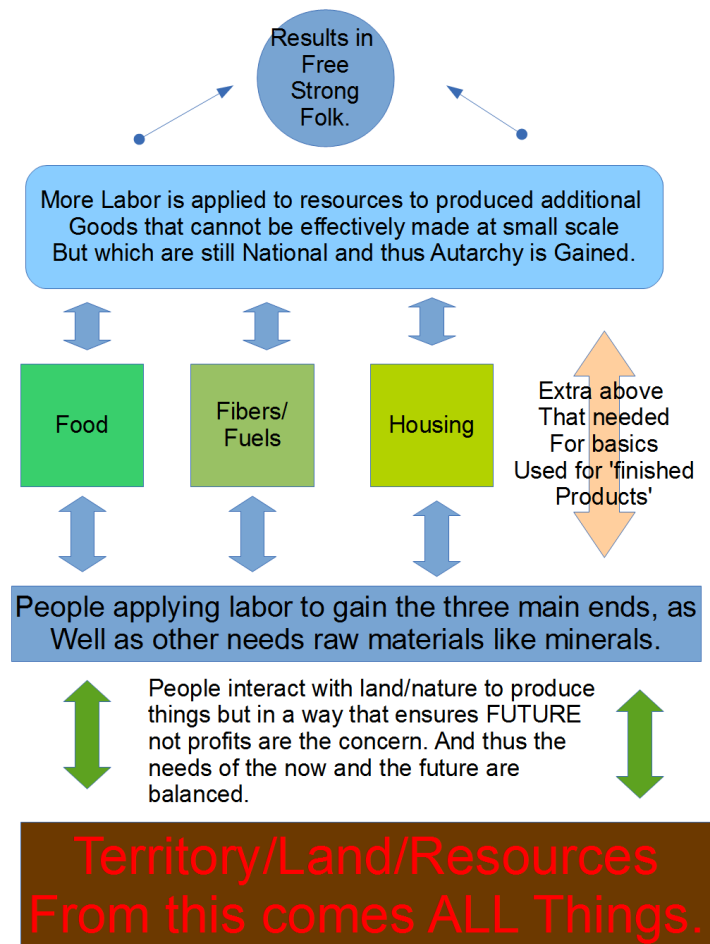 Results in
Free
Strong
Folk.
More Labor is applied to resources to produced additional
Goods that cannot be effectively made at small scale
But which are still National and thus Autarchy is Gained.
Food
Fibers/
Fuels
Housing
Extra above
That needed
For basics
Used for 'finished
Products'
People applying labor to gain the three main ends, as
Well as other needs raw materials like minerals.
People interact with land/nature to produce
things but in a way that ensures FUTURE
not profits are the concern. And thus the
needs of the now and the future are
balanced.
Territory/Land/Resources
From this comes ALL Things.